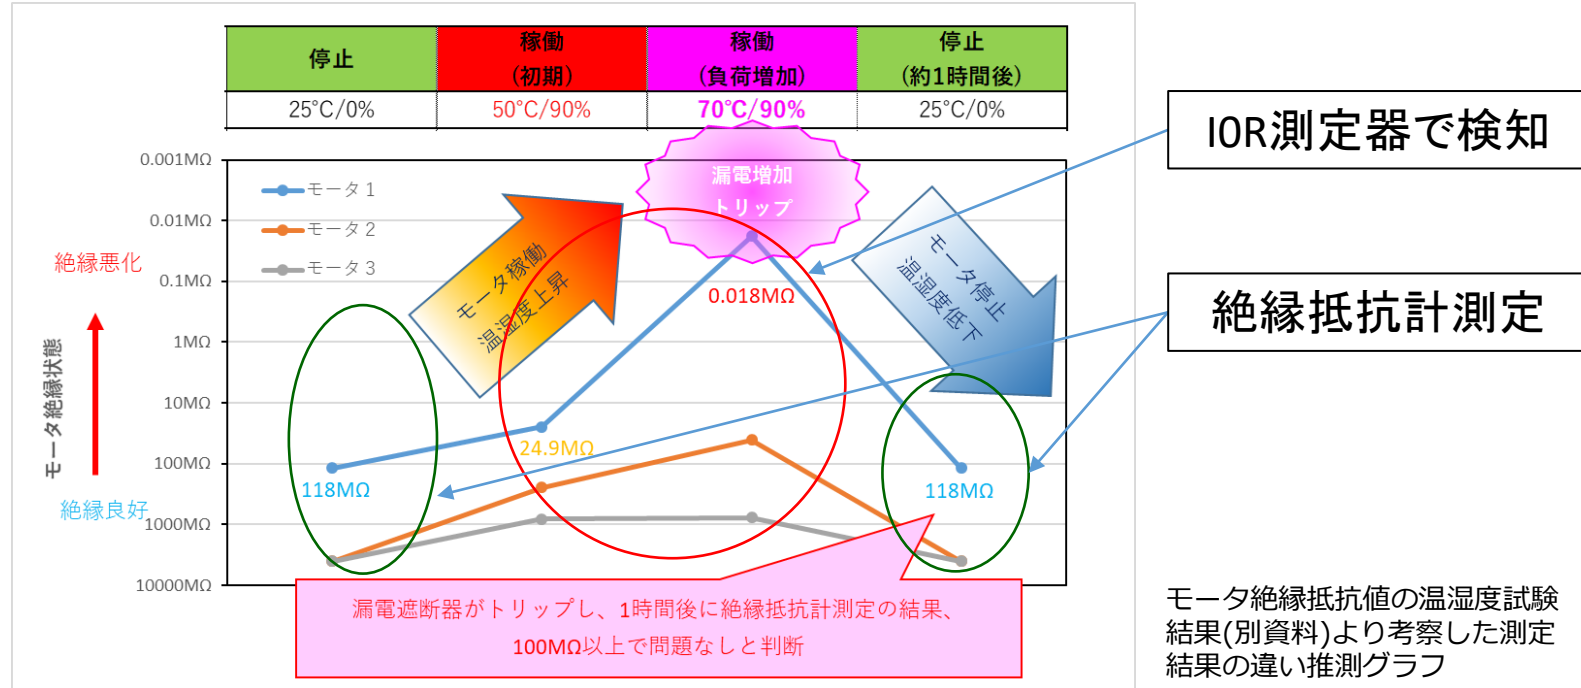 停止
稼働
(初期)
稼働
(負荷増加)
停止
(約1時間後)
25℃/0%
50℃/90%
70℃/90%
25℃/0%
IOR測定器で検知
絶縁抵抗計測定
漏電増加
トリップ
モータ1
モータ2
モータ3
0.001MΩ
0.01MΩ
0.1MΩ
1MΩ
10MΩ
100MΩ
1000MΩ
10000MΩ
絶縁悪化
モータ絶縁状態
絶縁良好
モータ稼働
温湿度上昇
モータ停止
温湿度低下
0.018MΩ
24.9MΩ
118MΩ
118MΩ
漏電遮断器がトリップし、1時間後に絶縁抵抗計測定の結果、
100MΩ以上で問題なしと判断
モータ絶縁抵抗値の温湿度試験
結果(別資料)より考察した測定
結果の違い推測グラフ